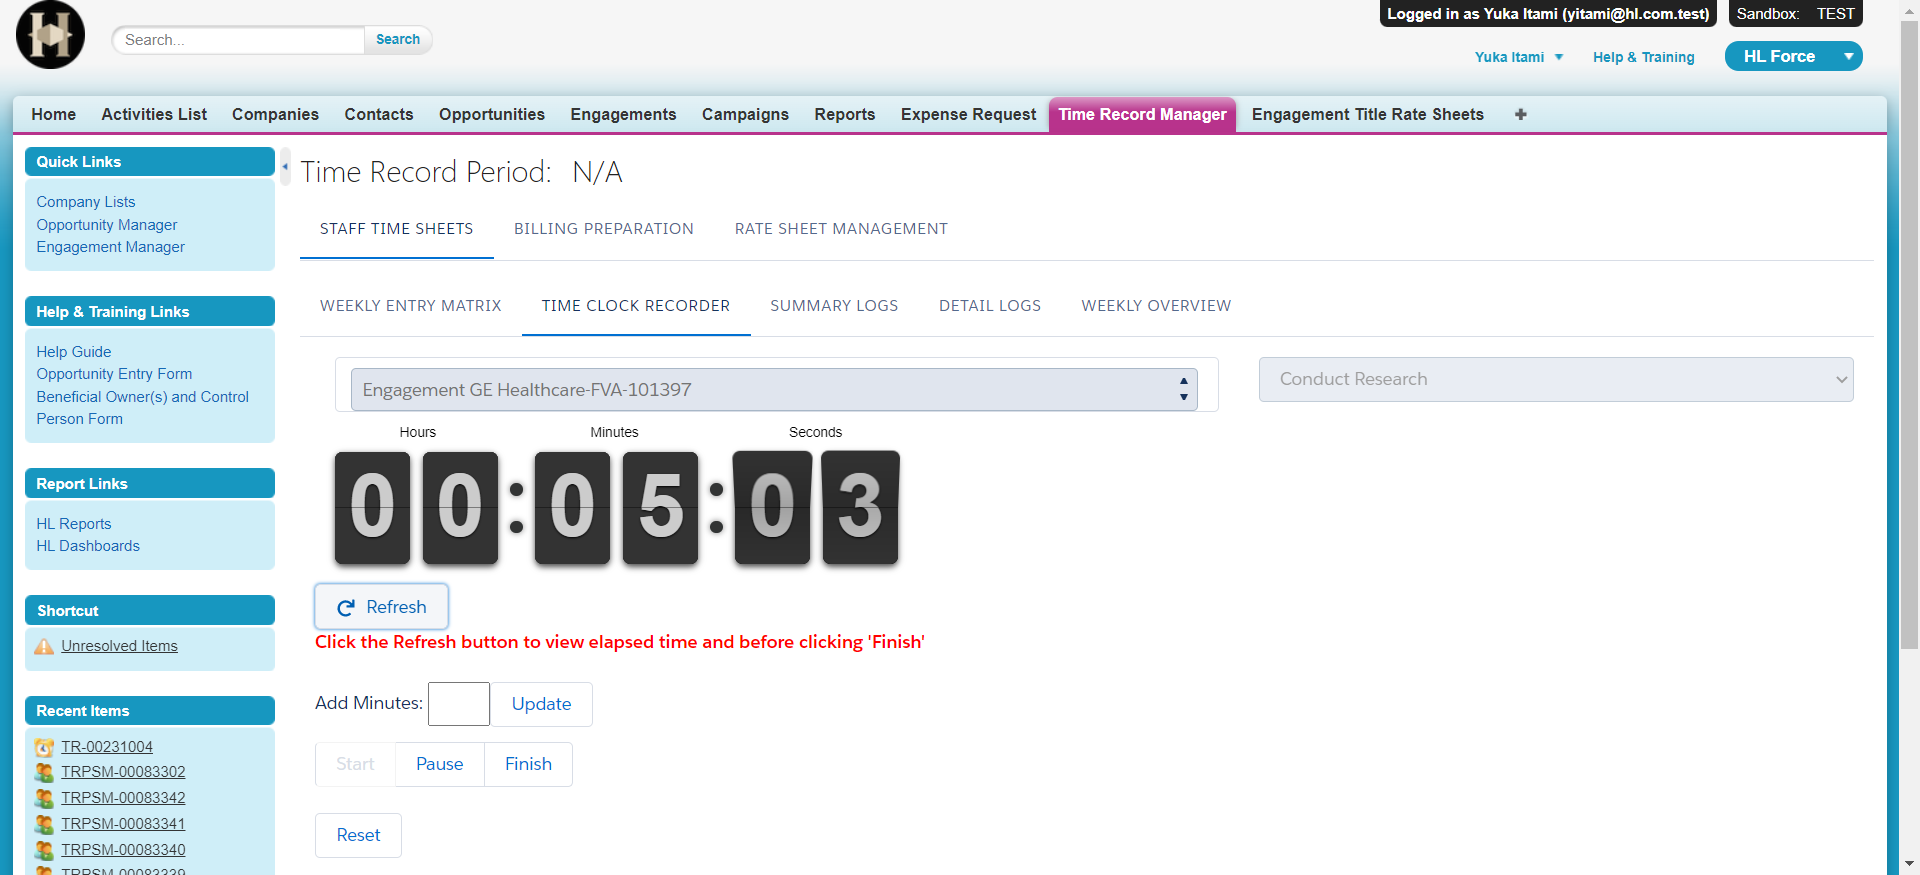 Logged in as Yuka Itami (yitami@hl.com.test)
Sandbox: TEST
H
Search...
Search
Yuka Itami
Help & Training
HL Force
Home
Activities List
Companies
Contacts
Opportunities
Engagements
Campaigns
Reports
Expense Request
Time Record Manager
Engagement Title Rate Sheets
Quick Links
Company Lists
Opportunity Manager
Engagement Manager
Help & Training Links
Help Guide
Opportunity Entry Form
Beneficial Owner(s) and Control
Person Form
Report Links
HL Reports
HL Dashboards
Shortcut
Unresolved Items
Recent Items
TR-00231004
TRPSM-00083302
TRPSM-00083342
TRPSM-00083341
TRPSM-00083340
TRPSM-00083339
Time Record Period: N/A
STAFF TIME SHEETS
BILLING PREPARATION
RATE SHEET MANAGEMENT
WEEKLY ENTRY MATRIX
TIME CLOCK RECORDER
SUMMARY LOGS
DETAIL LOGS
WEEKLY OVERVIEW
Engagement GE Healthcare-FVA-101397
Conduct Research
Hours
Minutes
Seconds
00:05:03
Refresh
Click the Refresh button to view elapsed time and before clicking 'Finish'
Add Minutes:
Update
Start
Pause
Finish
Reset